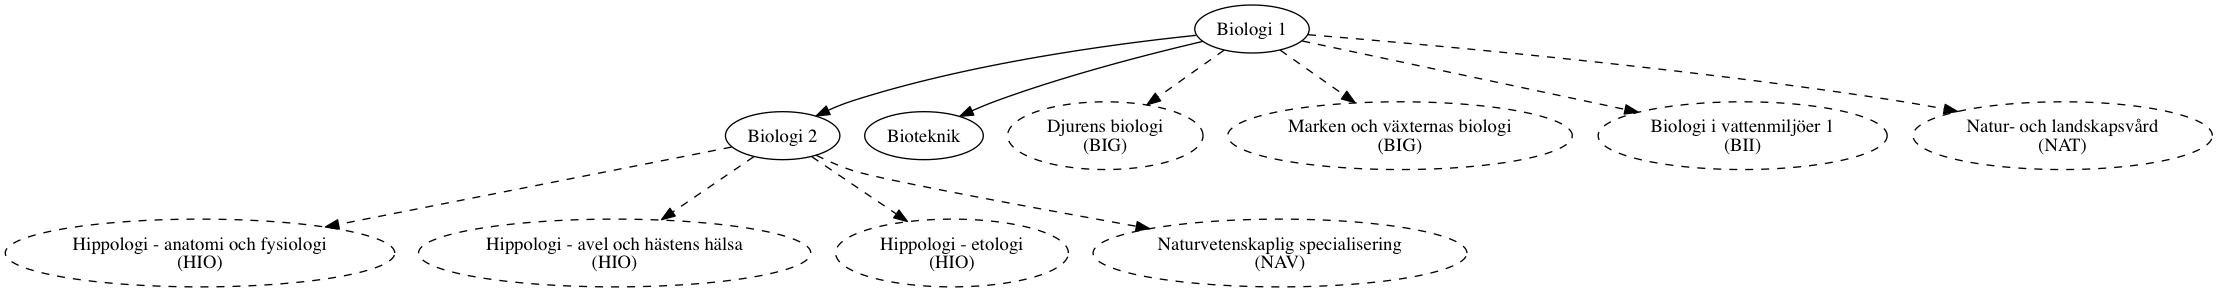 Biologi 1
Biologi 2
Bioteknik
Djurens biologi
(BIG)
Marken och växternas biologi
(BIG)
Biologi i vattenmiljöer 1
(BII)
Natur- och landskapsvård
(NAT)
Hippologi - anatomi och fysiologi
(HIO)
Hippologi - avel och hästens hälsa
(HIO)
Hippologi - etologi
(HIO)
Naturvetenskaplig specialisering
(NAV)